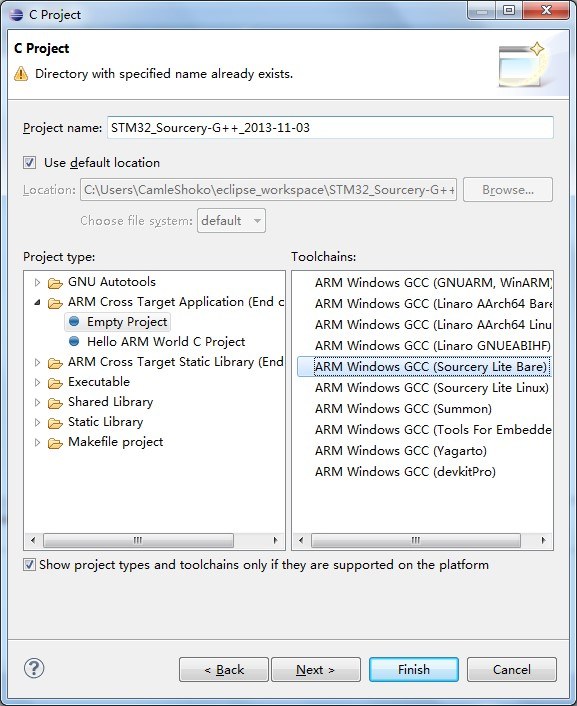 C Project
C Project
Directory with specified name already exists.
Project name: STM32_Sourcery-G++_2013-11-03
Use default location
Location: C:\Users\CamleShoko\eclipse_workspace\STM32_Sourcery-G++ Browse...
Choose file system: default
Project type: Toolchains:
GNU Autotools
ARM Cross Target Application (End c
Empty Project
Hello ARM World C Project
ARM Cross Target Static Library (End
Executable
Shared Library
Static Library
Makefile project
ARM Windows GCC (GNUARM, WinARM)
ARM Windows GCC (Linaro AArch64 Bare
ARM Windows GCC (Linaro AArch64 Linu
ARM Windows GCC (Linaro GNUEABIHF)
ARM Windows GCC (Sourcery Lite Bare)
ARM Windows GCC (Sourcery Lite Linux)
ARM Windows GCC (Summon)
ARM Windows GCC (Tools For Embedde
ARM Windows GCC (Yagarto)
ARM Windows GCC (devkitPro)
Show project types and toolchains only if they are supported on the platform
? < Back Next > Finish Cancel